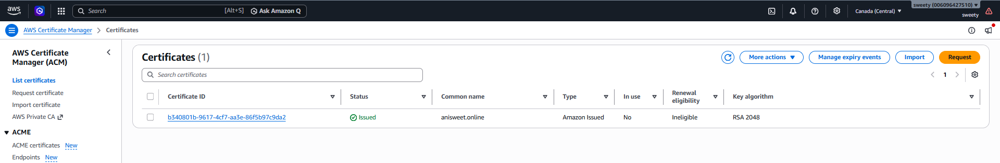 aws
Search
[Alt+S]
Ask Amazon Q
Canada (Central)
sweety (006096427510)
sweety
AWS Certificate Manager
Certificates
AWS Certificate
Manager (ACM)
List certificates
Request certificate
Import certificate
AWS Private CA
ACME
ACME certificates New
Endpoints New
Certificates (1)
More actions
Manage expiry events
Import
Request
Search certificates
1
Certificate ID
Status
Common name
Type
In use
Renewal
eligibility
Key algorithm
b340801b-9617-4cf7-aa3e-86f5b97c9da2
Issued
anisweet.online
Amazon Issued
No
Ineligible
RSA 2048